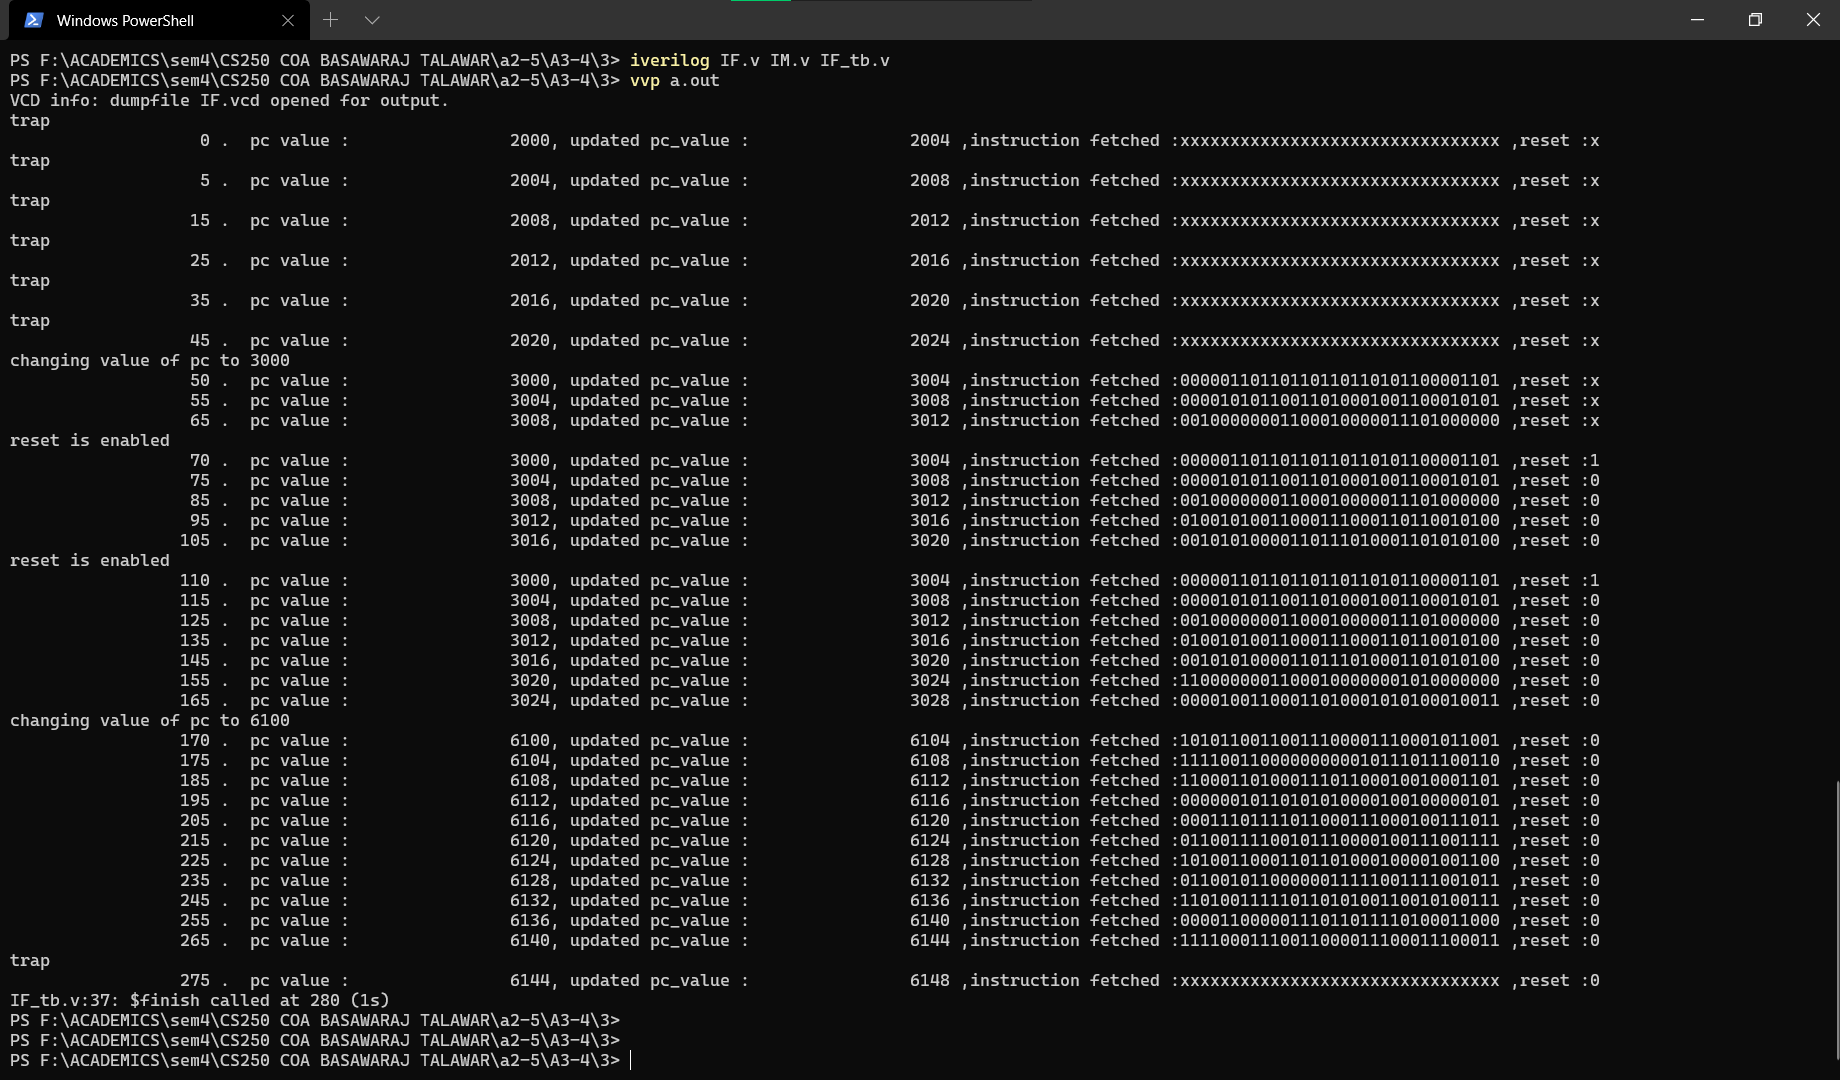 Windows PowerShell
PS F:\ACADEMICS\sem4\CS250 COA BASAWARAJ TALAWAR\a2-5\A3-4\3> iverilog IF.v IM.v IF_tb.v
PS F:\ACADEMICS\sem4\CS250 COA BASAWARAJ TALAWAR\a2-5\A3-4\3> vvp a.out
VCD info: dumpfile IF.vcd opened for output.
trap
0 .  pc value :                2000, updated pc_value :                2004 ,instruction fetched :xxxxxxxxxxxxxxxxxxxxxxxxxxxxxxxx ,reset :x
trap
5 .  pc value :                2004, updated pc_value :                2008 ,instruction fetched :xxxxxxxxxxxxxxxxxxxxxxxxxxxxxxxx ,reset :x
trap
15 .  pc value :                2008, updated pc_value :                2012 ,instruction fetched :xxxxxxxxxxxxxxxxxxxxxxxxxxxxxxxx ,reset :x
trap
25 .  pc value :                2012, updated pc_value :                2016 ,instruction fetched :xxxxxxxxxxxxxxxxxxxxxxxxxxxxxxxx ,reset :x
trap
35 .  pc value :                2016, updated pc_value :                2020 ,instruction fetched :xxxxxxxxxxxxxxxxxxxxxxxxxxxxxxxx ,reset :x
trap
45 .  pc value :                2020, updated pc_value :                2024 ,instruction fetched :xxxxxxxxxxxxxxxxxxxxxxxxxxxxxxxx ,reset :x
changing value of pc to 3000
50 .  pc value :                3000, updated pc_value :                3004 ,instruction fetched :00000110110110110110101100001101 ,reset :x
55 .  pc value :                3004, updated pc_value :                3008 ,instruction fetched :00001010110011010001001100010101 ,reset :x
65 .  pc value :                3008, updated pc_value :                3012 ,instruction fetched :00100000001100010000011101000000 ,reset :x
reset is enabled
70 .  pc value :                3000, updated pc_value :                3004 ,instruction fetched :00000110110110110110101100001101 ,reset :1
75 .  pc value :                3004, updated pc_value :                3008 ,instruction fetched :00001010110011010001001100010101 ,reset :0
85 .  pc value :                3008, updated pc_value :                3012 ,instruction fetched :00100000001100010000011101000000 ,reset :0
95 .  pc value :                3012, updated pc_value :                3016 ,instruction fetched :01001010011000111000110110010100 ,reset :0
105 .  pc value :                3016, updated pc_value :                3020 ,instruction fetched :00101010000110111010001101010100 ,reset :0
reset is enabled
110 .  pc value :                3000, updated pc_value :                3004 ,instruction fetched :00000110110110110110101100001101 ,reset :1
115 .  pc value :                3004, updated pc_value :                3008 ,instruction fetched :00001010110011010001001100010101 ,reset :0
125 .  pc value :                3008, updated pc_value :                3012 ,instruction fetched :00100000001100010000011101000000 ,reset :0
135 .  pc value :                3012, updated pc_value :                3016 ,instruction fetched :01001010011000111000110110010100 ,reset :0
145 .  pc value :                3016, updated pc_value :                3020 ,instruction fetched :00101010000110111010001101010100 ,reset :0
155 .  pc value :                3020, updated pc_value :                3024 ,instruction fetched :11000000011000100000001010000000 ,reset :0
165 .  pc value :                3024, updated pc_value :                3028 ,instruction fetched :00001001100011010001010100010011 ,reset :0
changing value of pc to 6100
170 .  pc value :                6100, updated pc_value :                6104 ,instruction fetched :10101100110011100001110001011001 ,reset :0
175 .  pc value :                6104, updated pc_value :                6108 ,instruction fetched :11110011000000000010111011100110 ,reset :0
185 .  pc value :                6108, updated pc_value :                6112 ,instruction fetched :11000110100011101100010010001101 ,reset :0
195 .  pc value :                6112, updated pc_value :                6116 ,instruction fetched :00000010110101010000100100000101 ,reset :0
205 .  pc value :                6116, updated pc_value :                6120 ,instruction fetched :00011101111011000111000100111011 ,reset :0
215 .  pc value :                6120, updated pc_value :                6124 ,instruction fetched :01100111100101110000100111001111 ,reset :0
225 .  pc value :                6124, updated pc_value :                6128 ,instruction fetched :10100110001101101000100001001100 ,reset :0
235 .  pc value :                6128, updated pc_value :                6132 ,instruction fetched :01100101100000011111001111001011 ,reset :0
245 .  pc value :                6132, updated pc_value :                6136 ,instruction fetched :11010011111011010100110010100111 ,reset :0
255 .  pc value :                6136, updated pc_value :                6140 ,instruction fetched :00001100000111011011110100011000 ,reset :0
265 .  pc value :                6140, updated pc_value :                6144 ,instruction fetched :11110001110011000011100011100011 ,reset :0
trap
275 .  pc value :                6144, updated pc_value :                6148 ,instruction fetched :xxxxxxxxxxxxxxxxxxxxxxxxxxxxxxxx ,reset :0
IF_tb.v:37: $finish called at 280 (1s)
PS F:\ACADEMICS\sem4\CS250 COA BASAWARAJ TALAWAR\a2-5\A3-4\3>
PS F:\ACADEMICS\sem4\CS250 COA BASAWARAJ TALAWAR\a2-5\A3-4\3>
PS F:\ACADEMICS\sem4\CS250 COA BASAWARAJ TALAWAR\a2-5\A3-4\3>